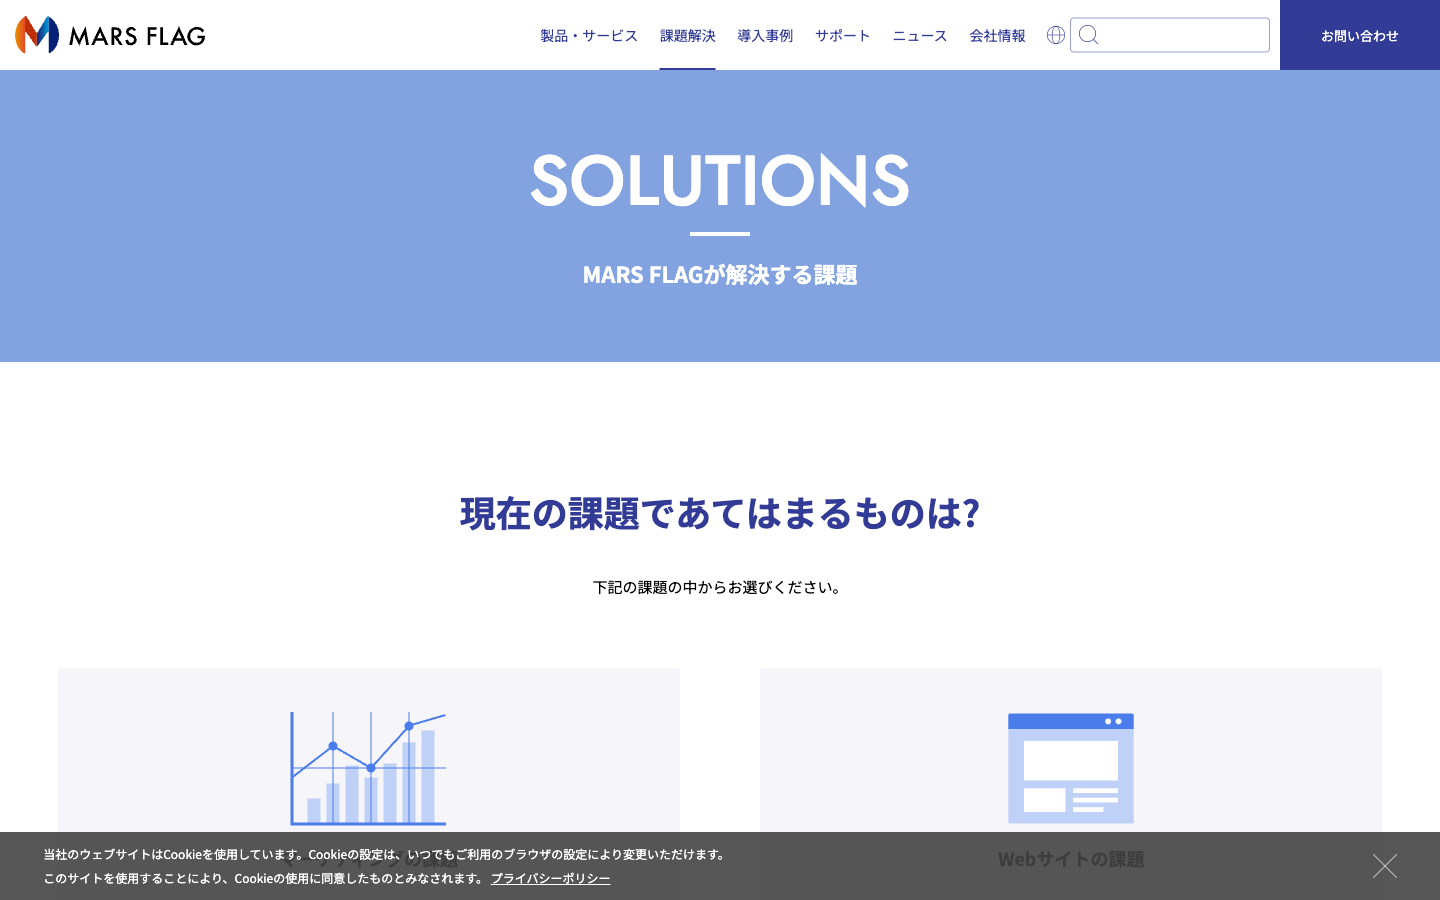 MARS FLAG
製品・サービス 課題解決 導入事例 サポート ニュース 会社情報 お問い合わせ
SOLUTIONS
MARS FLAGが解決する課題
現在の課題であてはまるものは?
下記の課題の中からお選びください。
Webサイトの課題
当社のウェブサイトはCookieを使用しています。Cookieの設定は、いつでもご利用のブラウザの設定により変更いただけます。
このサイトを使用することにより、Cookieの使用に同意したものとみなされます。 プライバシーポリシー